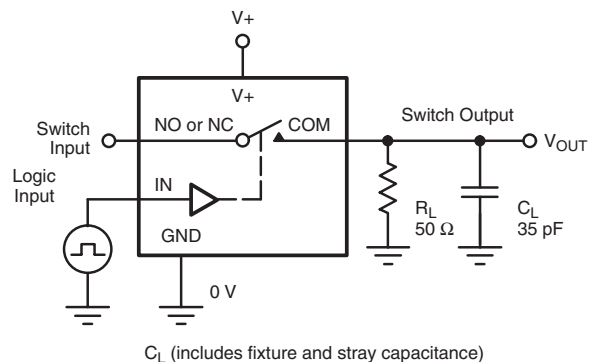 V+
V+
Switch Output
NO or NC
COM
Switch
Input
V_OUT
Logic
Input
IN
R_L
50 Ω
C_L
35 pF
GND
0 V
C_L (includes fixture and stray capacitance)